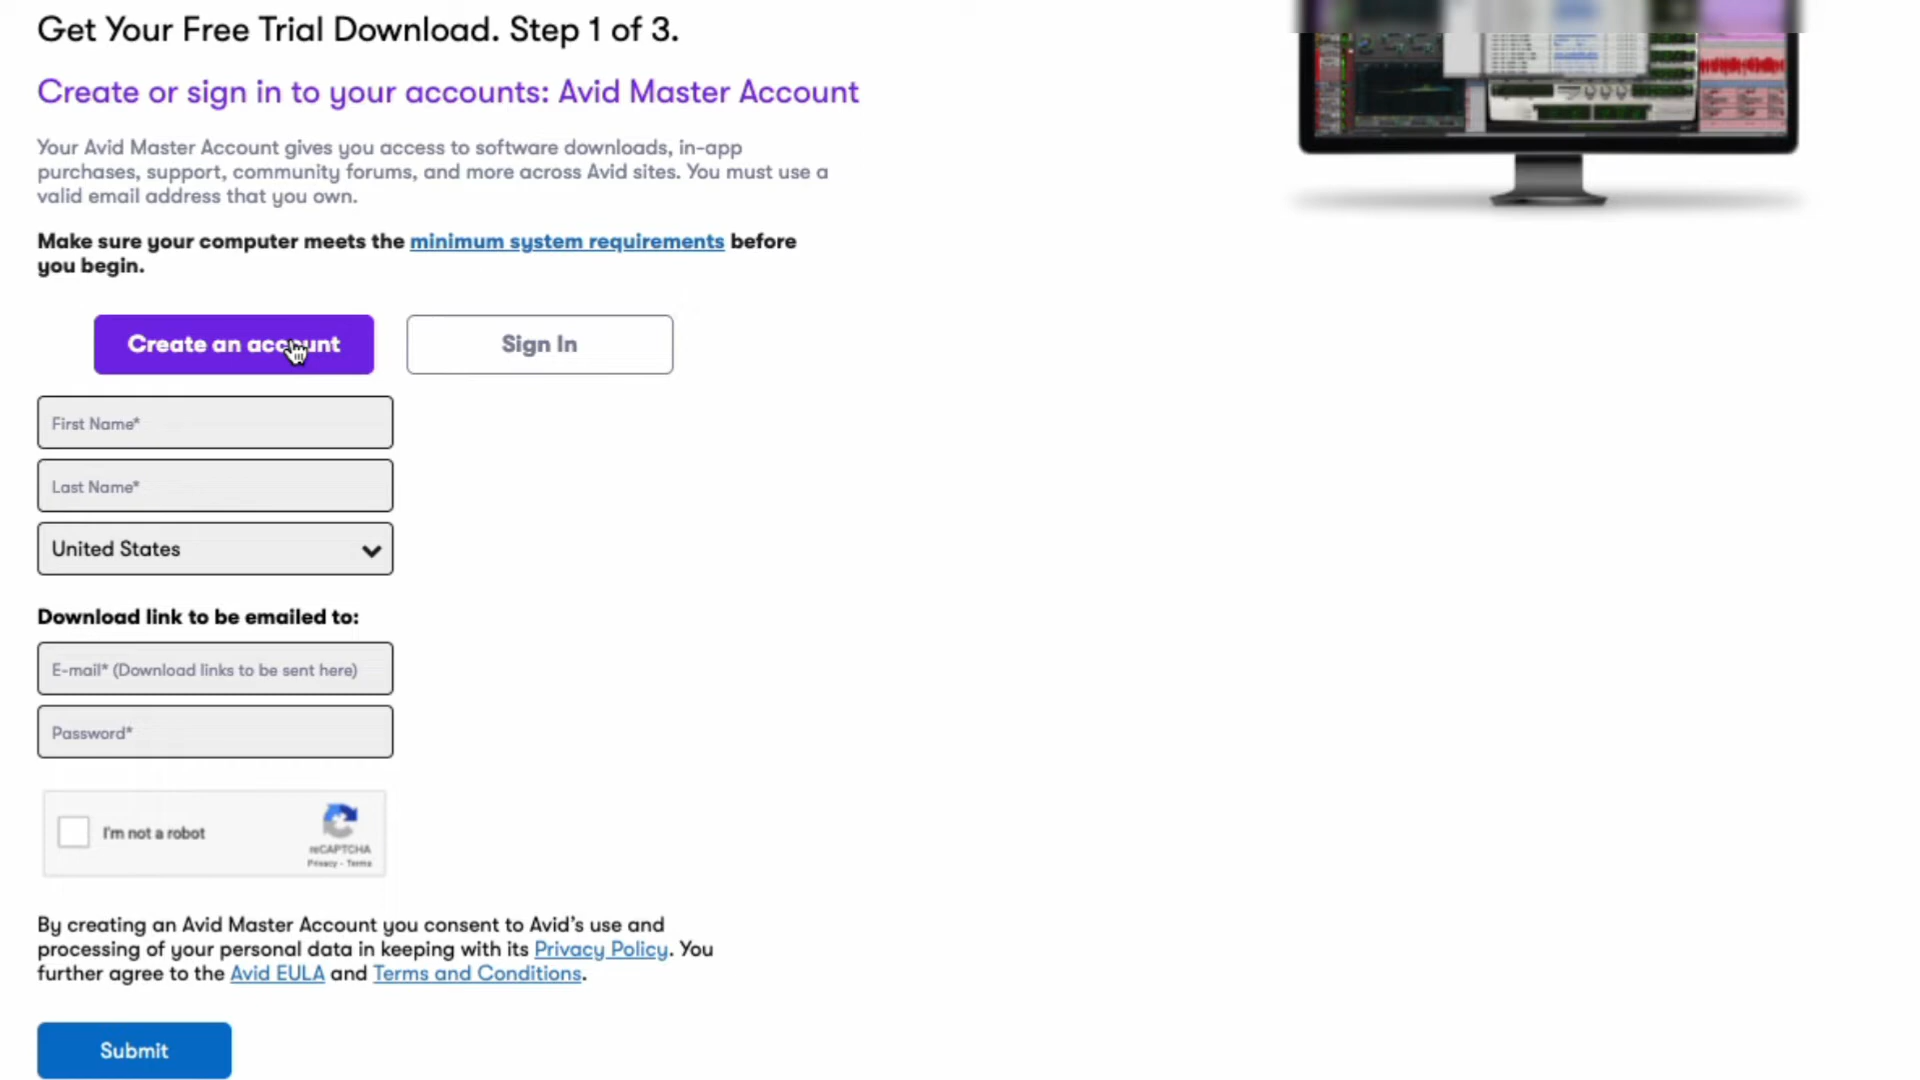 Get Your Free Trial Download. Step 1 of 3.
Create or sign in to your accounts: Avid Master Account
Your Avid Master Account gives you access to software downloads, in-app
purchases, support, community forums, and more across Avid sites. You must use a
valid email address that you own.
Make sure your computer meets the minimum system requirements before
you begin.
Create an account Sign In
First Name*
Last Name*
United States
Download link to be emailed to:
E-mail* (Download links to be sent here)
Password*
I'm not a robot
reCAPTCHA
Privacy - Terms
By creating an Avid Master Account you consent to Avid's use and
processing of your personal data in keeping with its Privacy Policy. You
further agree to the Avid EULA and Terms and Conditions.
Submit